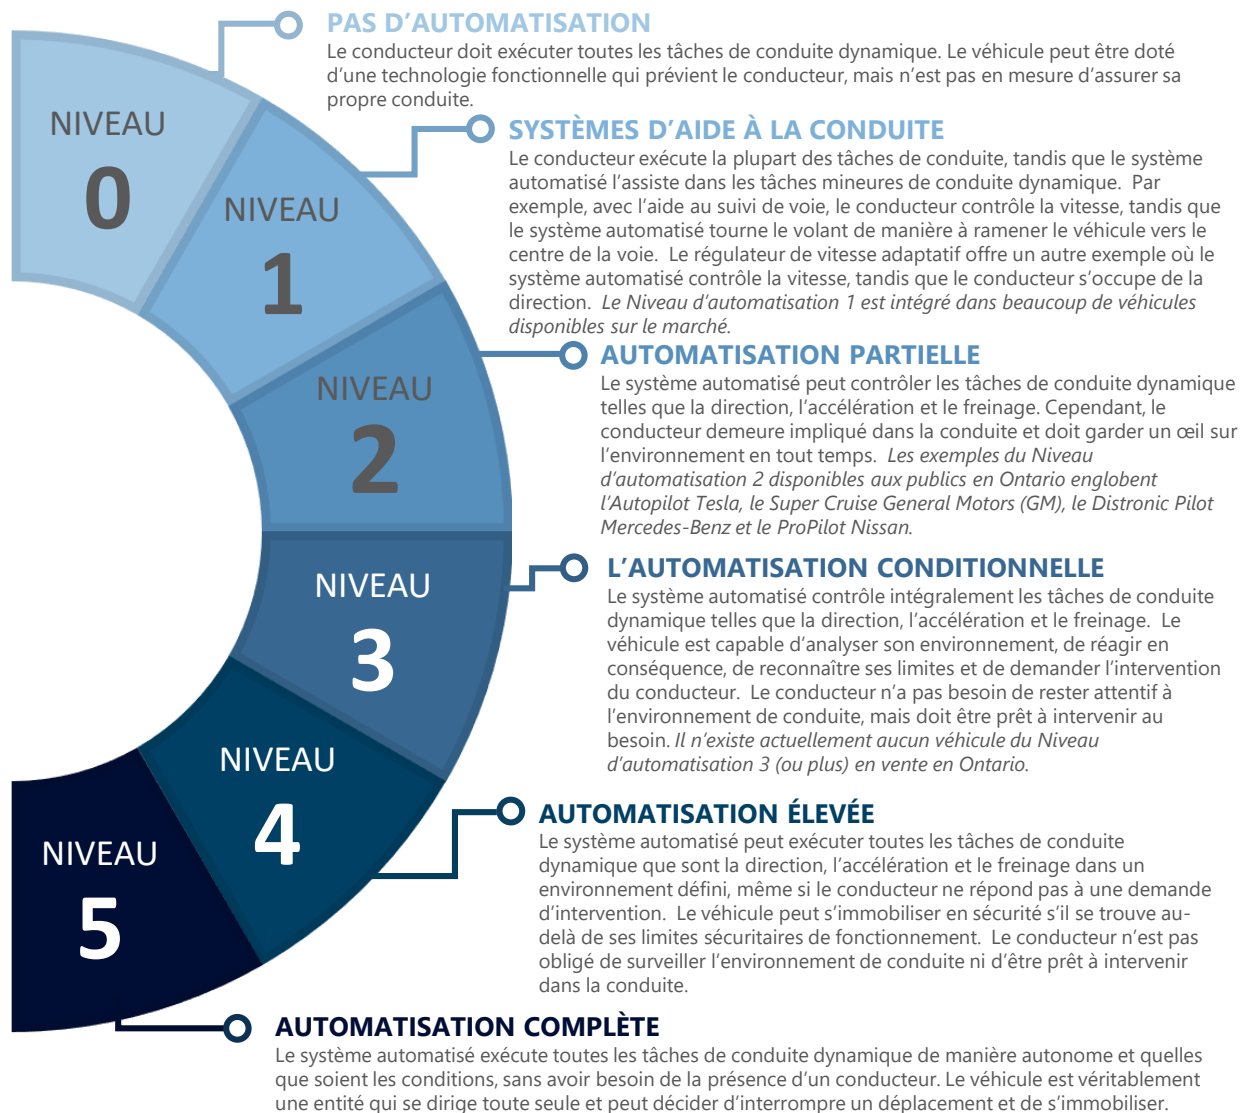 PAS D'AUTOMATISATION
Le conducteur doit exécuter toutes les tâches de conduite dynamique. Le véhicule peut être doté
d'une technologie fonctionnelle qui prévient le conducteur, mais n'est pas en mesure d'assurer sa
propre conduite.
NIVEAU
0
SYSTÈMES D'AIDE À LA CONDUITE
Le conducteur exécute la plupart des tâches de conduite, tandis que le système
automatisé l'assiste dans les tâches mineures de conduite dynamique.  Par
exemple, avec l'aide au suivi de voie, le conducteur contrôle la vitesse, tandis que
le système automatisé tourne le volant de manière à ramener le véhicule vers le
centre de la voie.  Le régulateur de vitesse adaptatif offre un autre exemple où le
système automatisé contrôle la vitesse, tandis que le conducteur s'occupe de la
direction.  Le Niveau d'automatisation 1 est intégré dans beaucoup de véhicules
disponibles sur le marché.
NIVEAU
1
AUTOMATISATION PARTIELLE
Le système automatisé peut contrôler les tâches de conduite dynamique
telles que la direction, l'accélération et le freinage. Cependant, le
conducteur demeure impliqué dans la conduite et doit garder un œil sur
l'environnement en tout temps.  Les exemples du Niveau
d'automatisation 2 disponibles aux publics en Ontario englobent
l'Autopilot Tesla, le Super Cruise General Motors (GM), le Distronic Pilot
Mercedes-Benz et le ProPilot Nissan.
NIVEAU
2
L'AUTOMATISATION CONDITIONNELLE
Le système automatisé contrôle intégralement les tâches de conduite
dynamique telles que la direction, l'accélération et le freinage.  Le
véhicule est capable d'analyser son environnement, de réagir en
conséquence, de reconnaître ses limites et de demander l'intervention
du conducteur.  Le conducteur n'a pas besoin de rester attentif à
l'environnement de conduite, mais doit être prêt à intervenir au
besoin. Il n'existe actuellement aucun véhicule du Niveau
d'automatisation 3 (ou plus) en vente en Ontario.
NIVEAU
3
AUTOMATISATION ÉLEVÉE
Le système automatisé peut exécuter toutes les tâches de conduite
dynamique que sont la direction, l'accélération et le freinage dans un
environnement défini, même si le conducteur ne répond pas à une demande
d'intervention.  Le véhicule peut s'immobiliser en sécurité s'il se trouve au-
delà de ses limites sécuritaires de fonctionnement.  Le conducteur n'est pas
obligé de surveiller l'environnement de conduite ni d'être prêt à intervenir
dans la conduite.
NIVEAU
4
AUTOMATISATION COMPLÈTE
Le système automatisé exécute toutes les tâches de conduite dynamique de manière autonome et quelles
que soient les conditions, sans avoir besoin de la présence d'un conducteur. Le véhicule est véritablement
une entité qui se dirige toute seule et peut décider d'interrompre un déplacement et de s'immobiliser.
NIVEAU
5